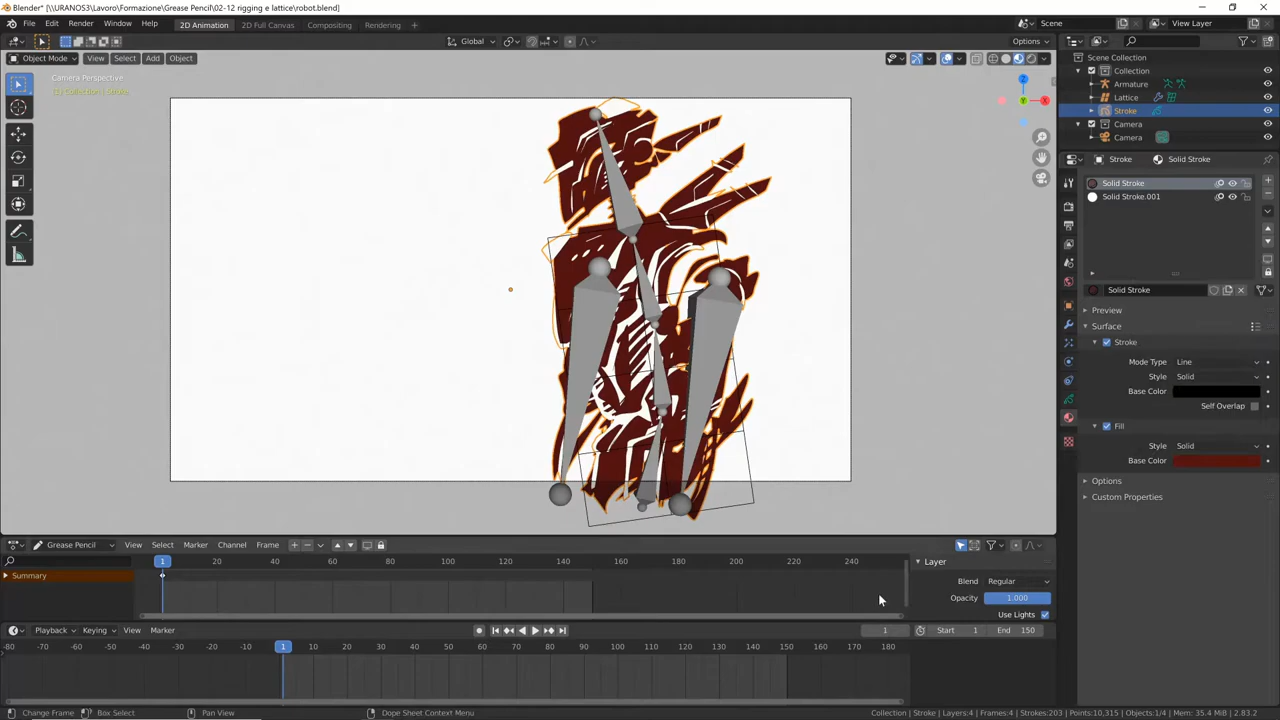 Blender* [\\URANOS3\Lavoro\Formazione\Grease Pencil\02-12 rigging e lattice\robot.blend]
File Edit Render Window Help 2D Animation 2D Full Canvas Compositing Rendering Scene View Layer
Global Options
Object Mode View Select Add Object
Camera Perspective
(1) Collection | Stroke
Z
Y
X
Scene Collection
Collection
Armature
Lattice
Stroke
Camera
Camera
Stroke Solid Stroke
Solid Stroke
Solid Stroke.001
Solid Stroke
Preview
Surface
Stroke
Mode Type Line
Style Solid
Base Color
Self Overlap
Fill
Style Solid
Base Color
Options
Custom Properties
Grease Pencil View Select Marker Channel Frame
1 20 40 60 80 100 120 140 160 180 200 220 240
Summary
Layer
Blend Regular
Opacity 1.000
Use Lights
Playback Keying View Marker 1 Start 1 End 150
-80 -70 -60 -50 -40 -30 -20 -10 1 10 20 30 40 50 60 70 80 90 100 110 120 130 140 150 160 170 180
Change Frame Box Select Pan View Dope Sheet Context Menu Collection | Stroke | Layers:4 | Frames:4 | Strokes:203 | Points:10,315 | Objects:1/4 | Mem: 35.4 MiB | 2.83.2